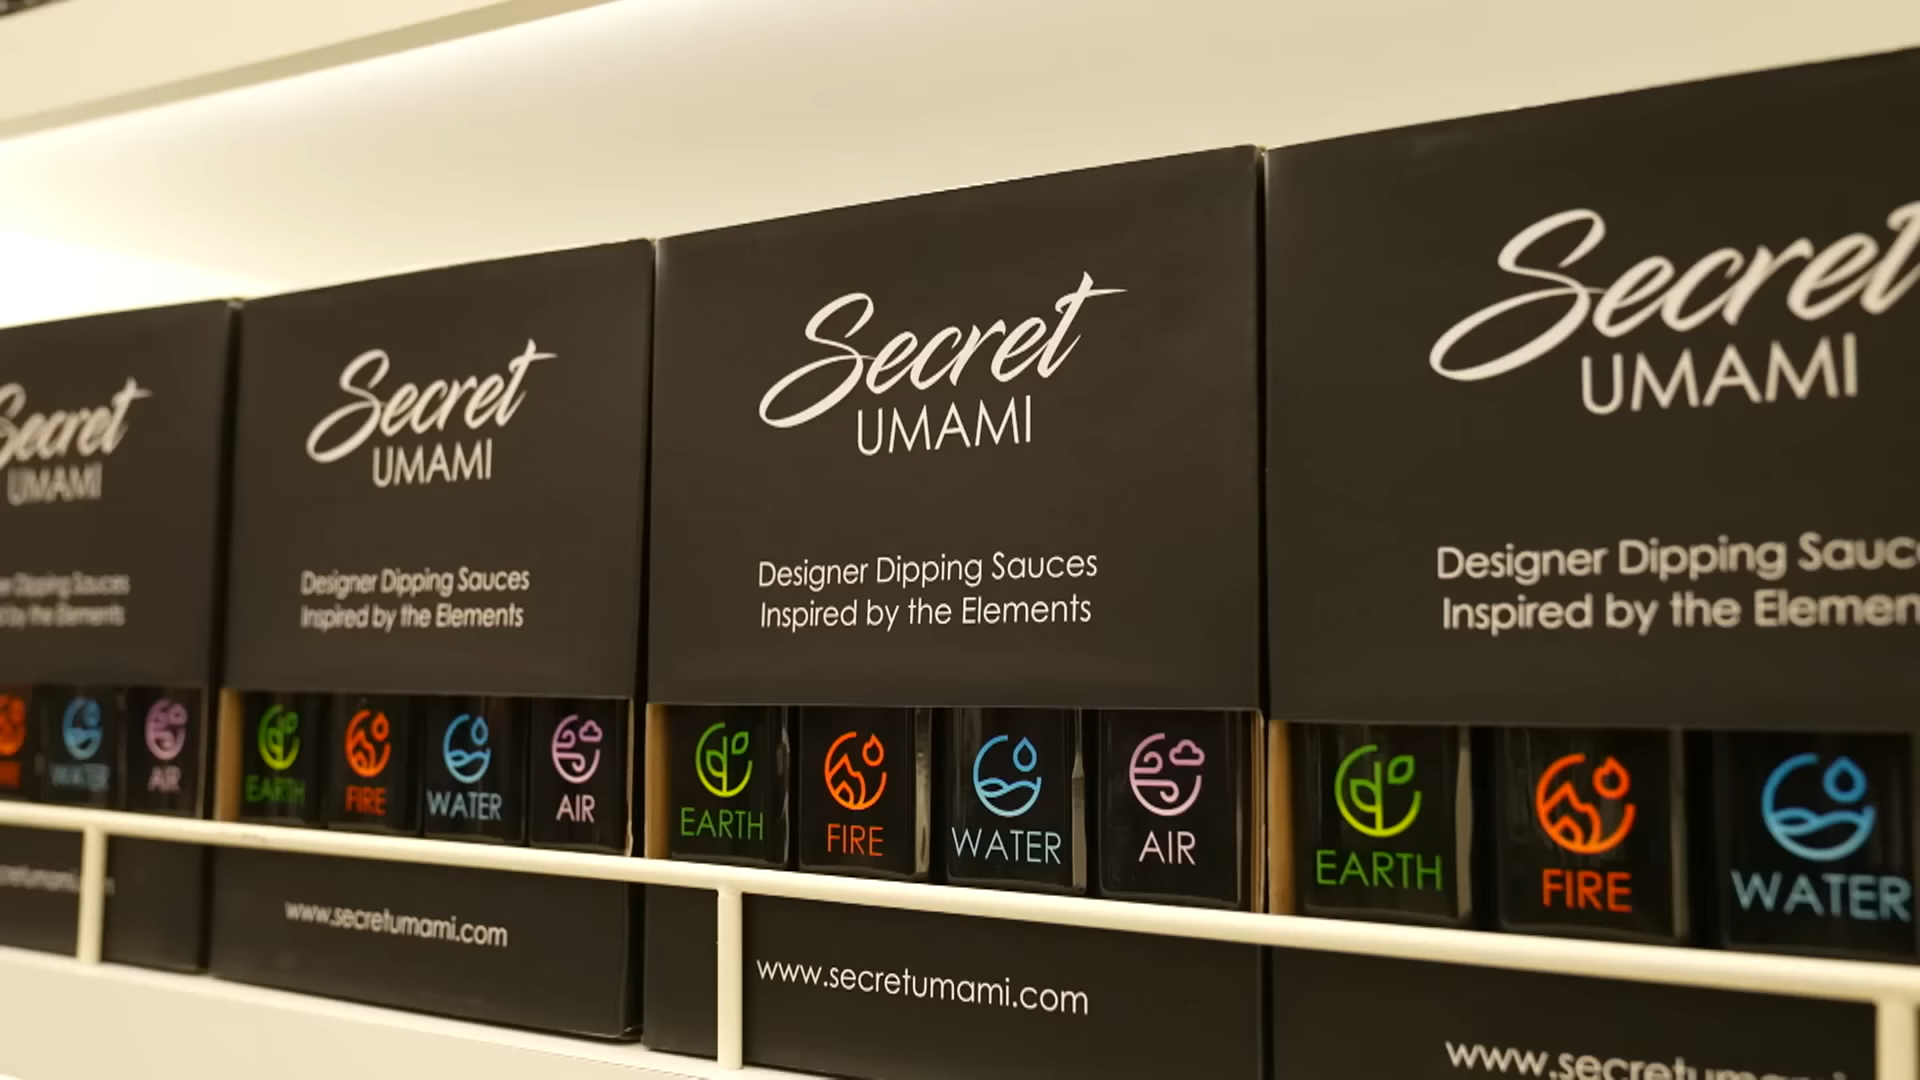 Secret
UMAMI
Dipping Sauces
by the Elements
WATER
AIR
Secret
UMAMI
Designer Dipping Sauces
Inspired by the Elements
EARTH
FIRE
WATER
AIR
www.secretumami.com
Secret
UMAMI
Designer Dipping Sauces
Inspired by the Elements
EARTH
FIRE
WATER
AIR
www.secretumami.com
Secret
UMAMI
Designer Dipping Sauc
Inspired by the Elemen
EARTH
FIRE
WATER
www.secretumami